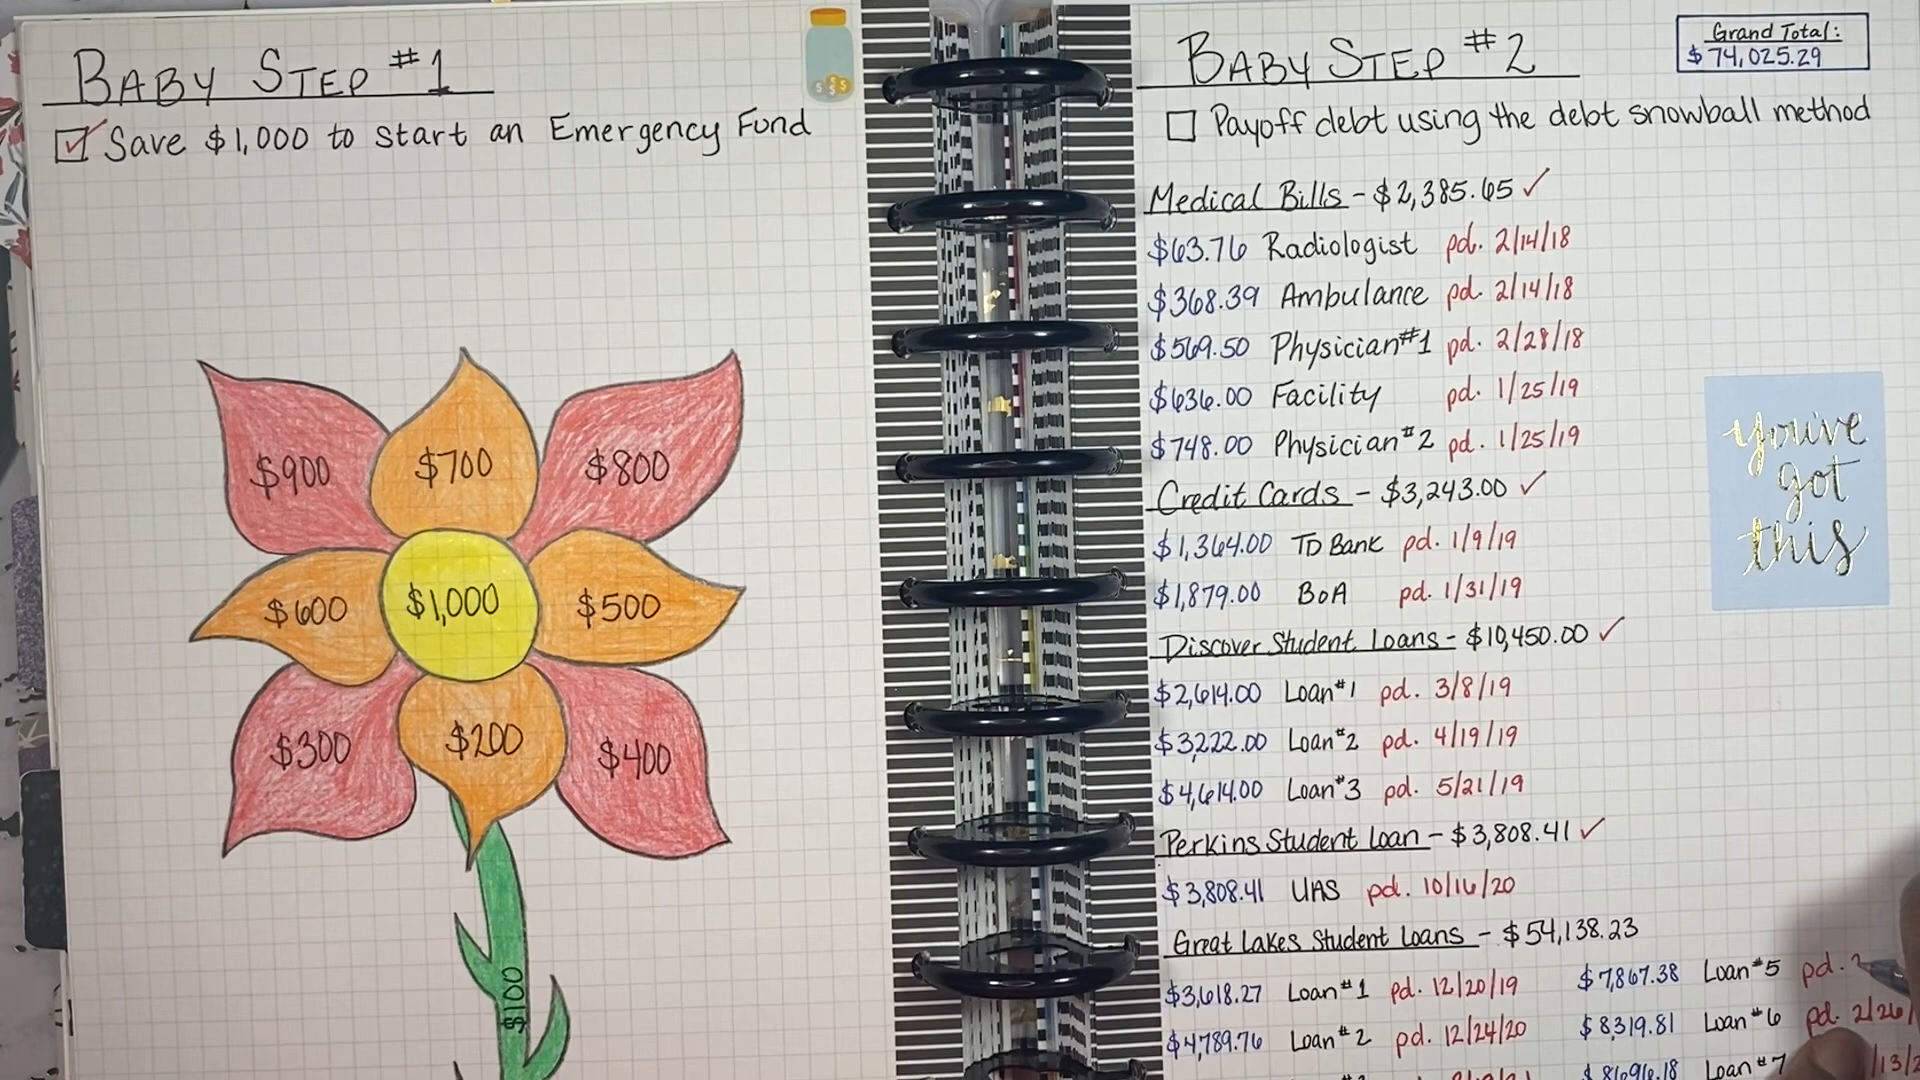 BABY STEP #1
Save $1,000 to start an Emergency Fund
$900
$700
$800
$600
$1,000
$500
$300
$200
$400
$100
BABY STEP #2
Grand Total:
$74,025.29
Payoff debt using the debt snowball method
Medical Bills - $2,385.65 ✓
$63.76 Radiologist pd. 2/14/18
$368.39 Ambulance pd. 2/14/18
$569.50 Physician #1 pd. 2/28/18
$636.00 Facility pd. 1/25/19
$748.00 Physician #2 pd. 1/25/19
Credit Cards - $3,243.00 ✓
$1,364.00 TD Bank pd. 1/9/19
$1,879.00 BoA pd. 1/31/19
Discover Student Loans - $10,450.00 ✓
$2,614.00 Loan #1 pd. 3/8/19
$3222.00 Loan #2 pd. 4/19/19
$4,614.00 Loan #3 pd. 5/21/19
Perkins Student Loan - $3,808.41 ✓
$3,808.41 UAS pd. 10/16/20
Great Lakes Student Loans - $54,138.23
$3,618.27 Loan #1 pd. 12/20/19
$4,789.76 Loan #2 pd. 12/24/20
$7,867.38 Loan #5 pd.
$8,319.81 Loan #6 pd. 2/26/
$8,696.18 Loan #7
you've
got
this